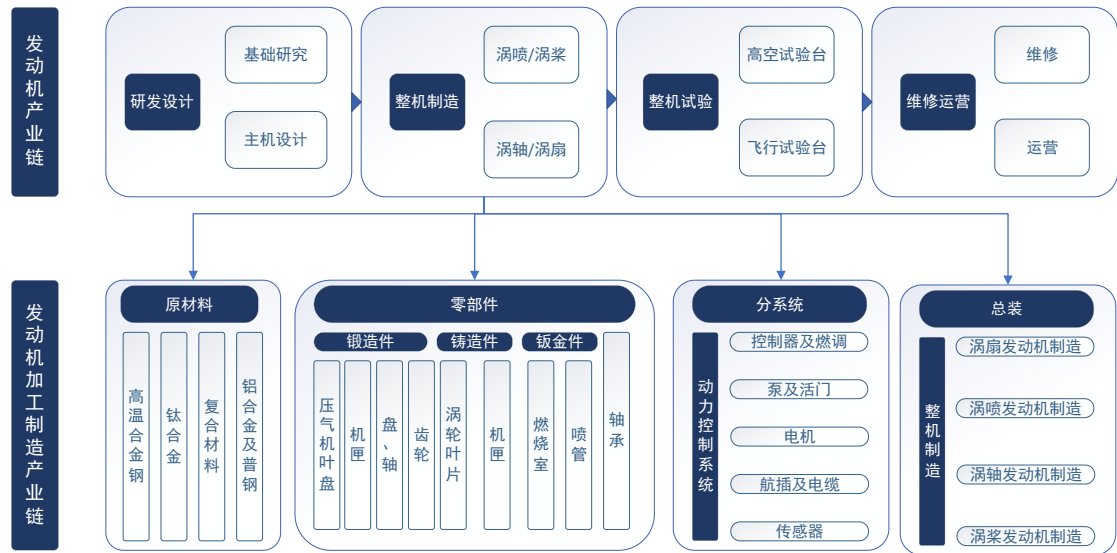 发动机产业链
研发设计
基础研究
主机设计
整机制造
涡喷/涡桨
涡轴/涡扇
整机试验
高空试验台
飞行试验台
维修运营
维修
运营
发动机加工制造产业链
原材料
高温合金钢
钛合金
复合材料
铝合金及普钢
零部件
锻造件
压气机叶盘
机匣
盘、轴
齿轮
铸造件
涡轮叶片
机匣
钣金件
燃烧室
喷管
轴承
分系统
动力控制系统
控制器及燃调
泵及活门
电机
航插及电缆
传感器
总装
整机制造
涡扇发动机制造
涡喷发动机制造
涡轴发动机制造
涡桨发动机制造